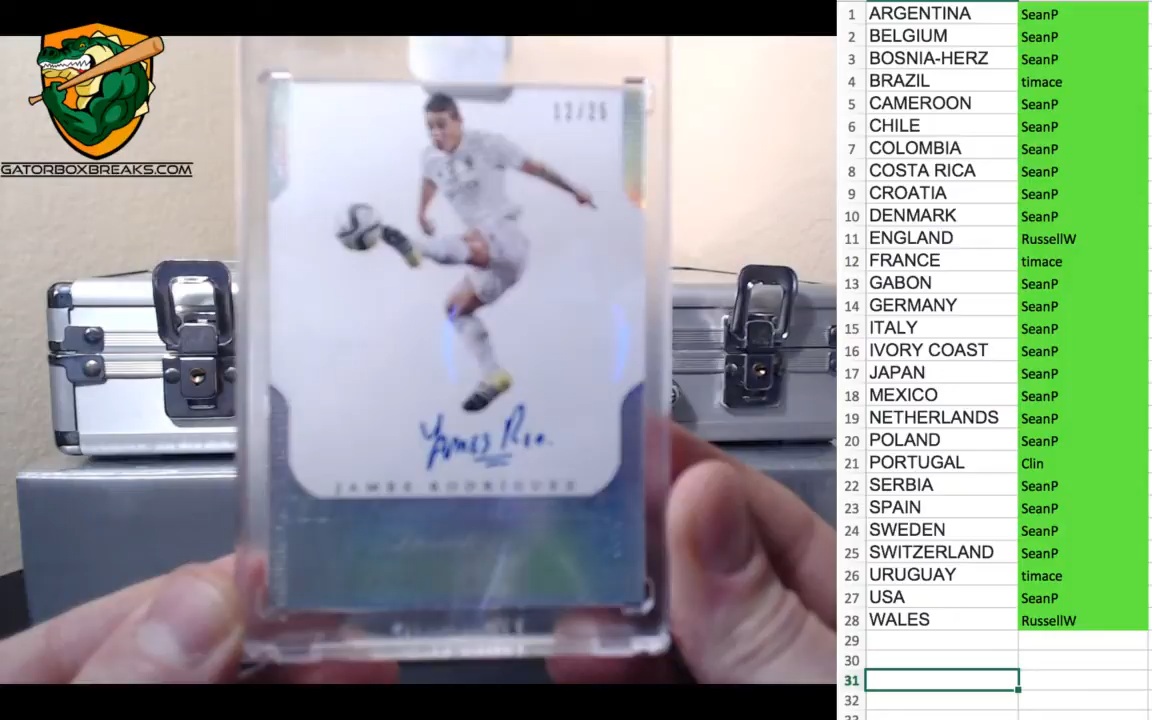 GATORBOXBREAKS.COM
12/25
James Ro.
JAMES RODRIGUEZ
1 ARGENTINA SeanP
2 BELGIUM SeanP
3 BOSNIA-HERZ SeanP
4 BRAZIL timace
5 CAMEROON SeanP
6 CHILE SeanP
7 COLOMBIA SeanP
8 COSTA RICA SeanP
9 CROATIA SeanP
10 DENMARK SeanP
11 ENGLAND RussellW
12 FRANCE timace
13 GABON SeanP
14 GERMANY SeanP
15 ITALY SeanP
16 IVORY COAST SeanP
17 JAPAN SeanP
18 MEXICO SeanP
19 NETHERLANDS SeanP
20 POLAND SeanP
21 PORTUGAL Clin
22 SERBIA SeanP
23 SPAIN SeanP
24 SWEDEN SeanP
25 SWITZERLAND SeanP
26 URUGUAY timace
27 USA SeanP
28 WALES RussellW
29
30
31
32
33